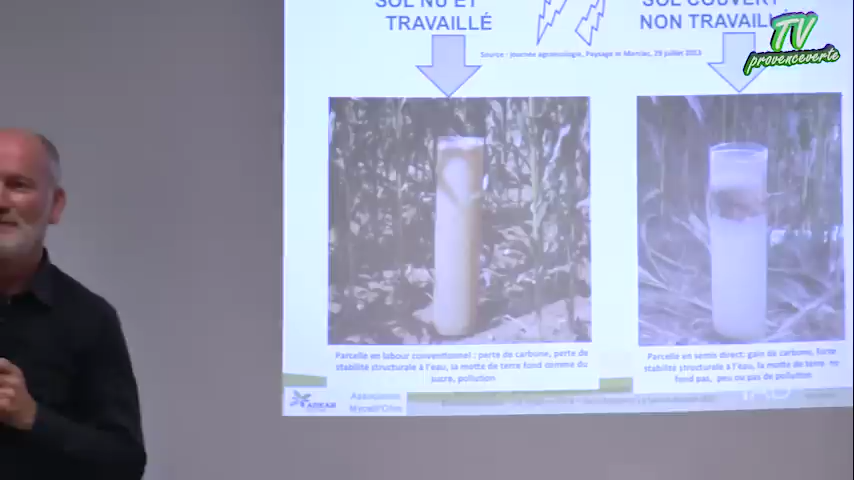 SOL NU ET
TRAVAILLÉ
SOL COUVERT
NON TRAVAILLÉ
TV
provenceverte
Source : journée agroécologie, Paysage in Marciac, 29 juillet 2013
Parcelle en labour conventionnel : perte de carbone, perte de
stabilité structurale à l'eau, la motte de terre fond comme du
sucre, pollution
Parcelle en semis direct: gain de carbone, forte
stabilité structurale à l'eau, la motte de terre ne
fond pas, peu ou pas de pollution
Association